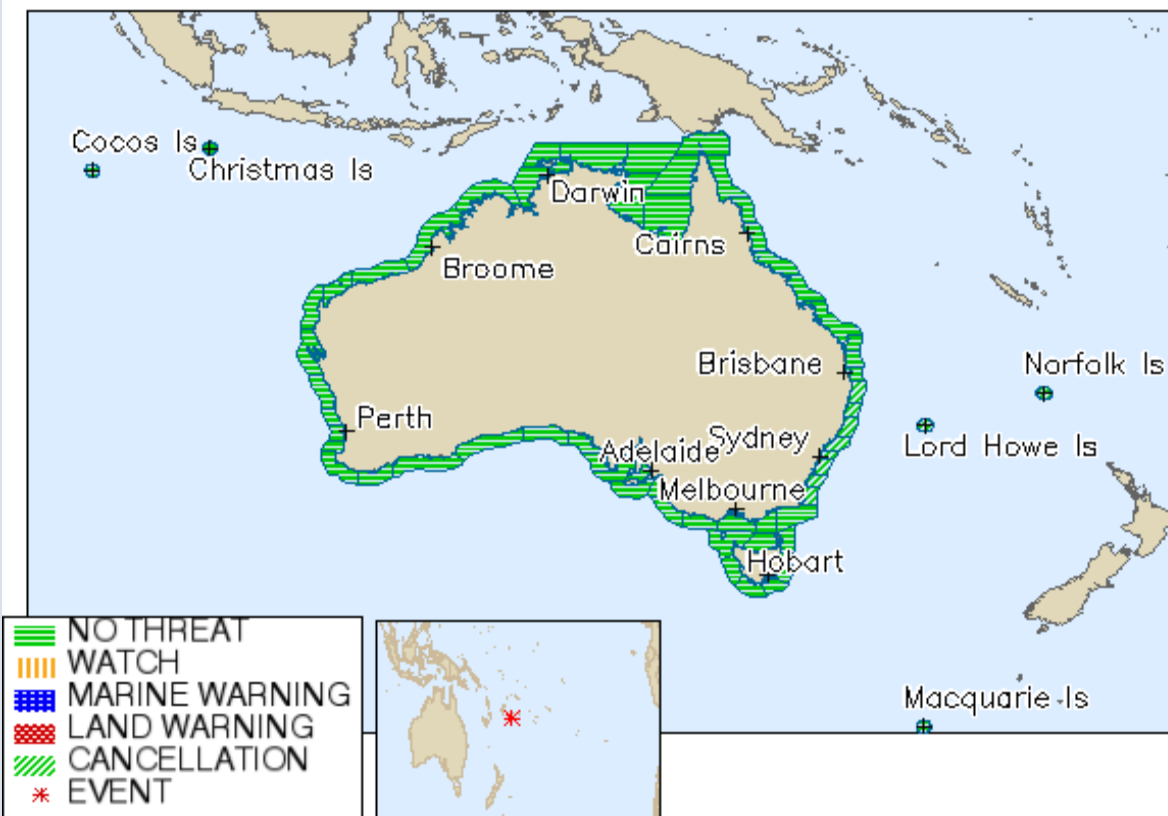 Cocos Is
Christmas Is
Darwin
Cairns
Broome
Brisbane
Norfolk Is
Perth
Sydney
Lord Howe Is
Adelaide
Melbourne
Hobart
Macquarie Is
NO THREAT
WATCH
MARINE WARNING
LAND WARNING
CANCELLATION
EVENT